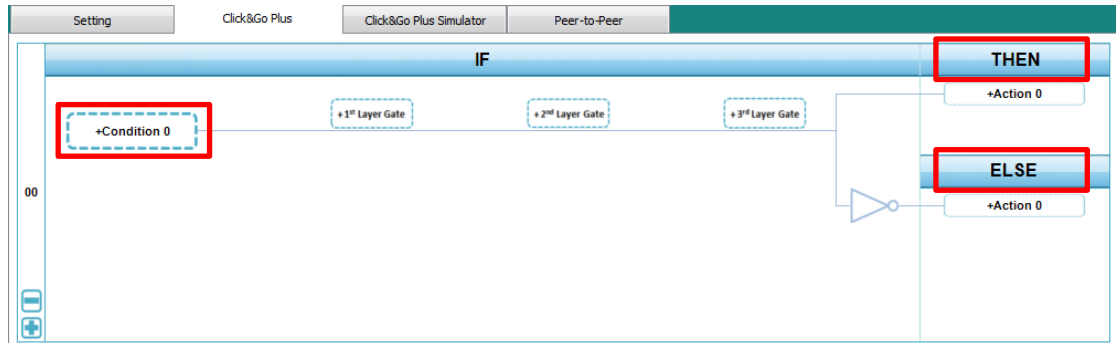 Setting Click&Go Plus Click&Go Plus Simulator Peer-to-Peer
IF THEN
+Action 0
+Condition 0 +1st Layer Gate +2nd Layer Gate +3rd Layer Gate
ELSE
00
+Action 0